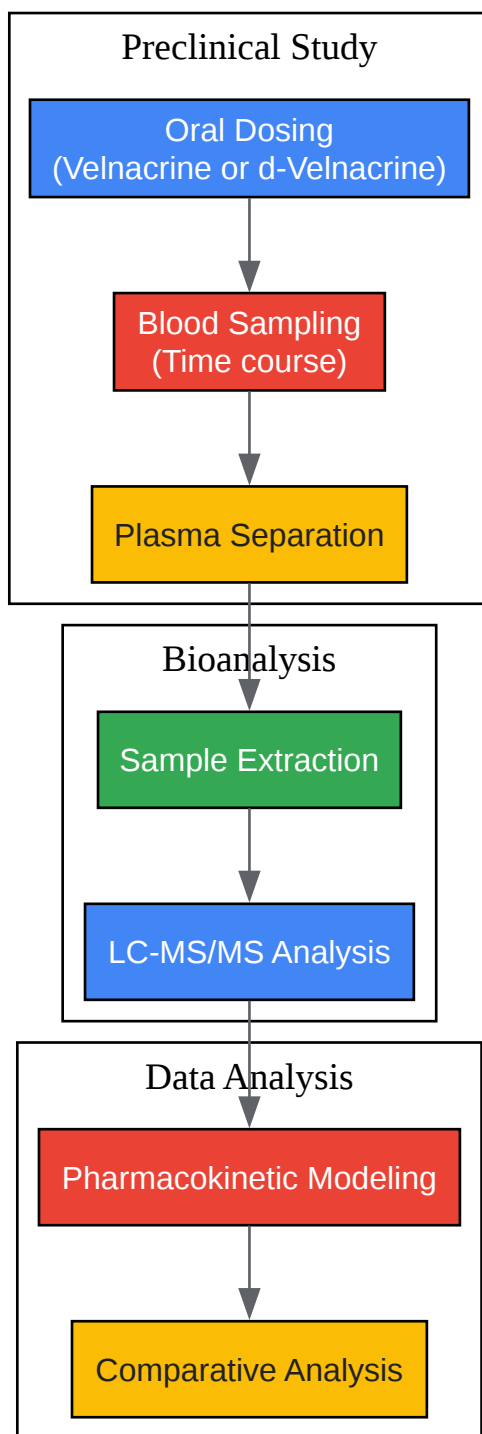 Preclinical Study
Oral Dosing
(Velnacrine or d-Velnacrine)
Blood Sampling
(Time course)
Plasma Separation
Bioanalysis
Sample Extraction
LC-MS/MS Analysis
Data Analysis
Pharmacokinetic Modeling
Comparative Analysis